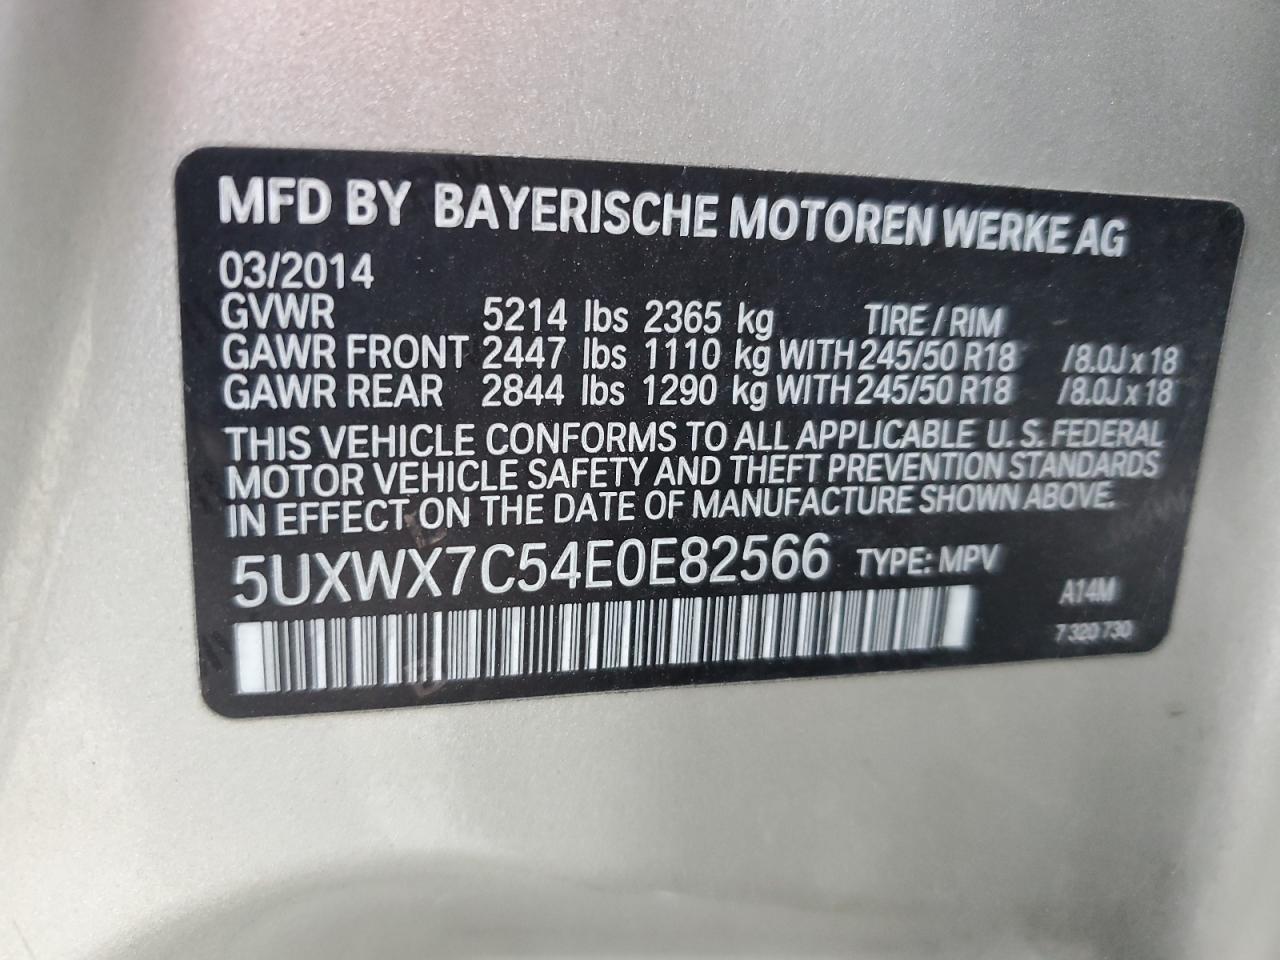 MFD BY BAYERISCHE MOTOREN WERKE AG
03/2014
GVWR 5214 lbs 2365 kg TIRE / RIM
GAWR FRONT 2447 lbs 1110 kg WITH 245/50 R18 / 8.0J x 18
GAWR REAR 2844 lbs 1290 kg WITH 245/50 R18 / 8.0J x 18
THIS VEHICLE CONFORMS TO ALL APPLICABLE U. S. FEDERAL
MOTOR VEHICLE SAFETY AND THEFT PREVENTION STANDARDS
IN EFFECT ON THE DATE OF MANUFACTURE SHOWN ABOVE.
5UXWX7C54E0E82566 TYPE: MPV
A14M
7 320 730